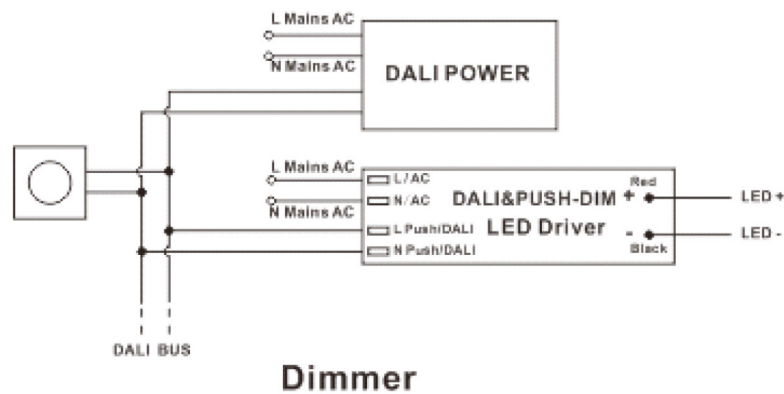 L Mains AC
N Mains AC
DALI POWER
L Mains AC
N Mains AC
L/AC
N/AC
L Push/DALI
N Push/DALI
DALI&PUSH-DIM
LED Driver
Red
+
-
Black
LED +
LED -
DALI BUS
Dimmer